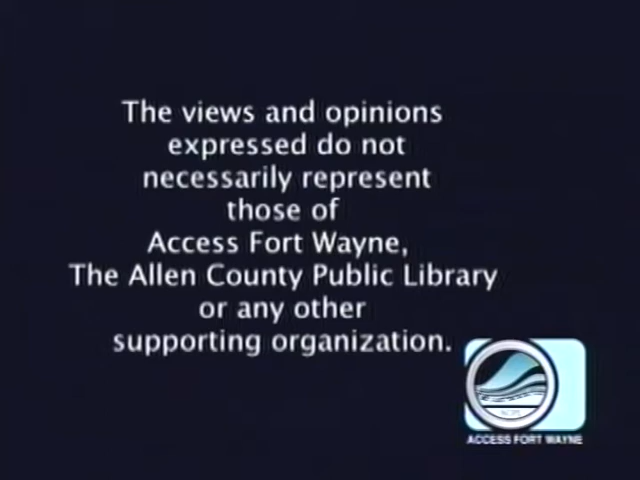 The views and opinions
expressed do not
necessarily represent
those of
Access Fort Wayne,
The Allen County Public Library
or any other
supporting organization.
ACCESS FORT WAYNE